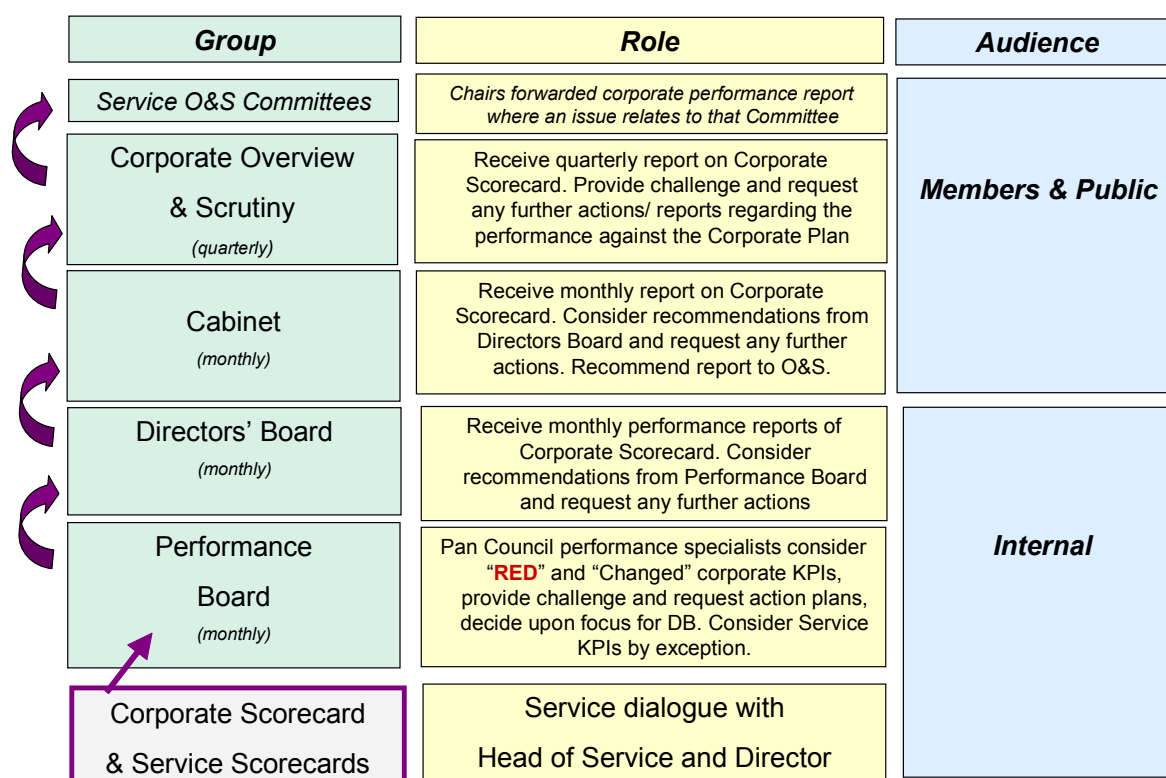 Group
Role
Audience
Service O&S Committees
Chairs forwarded corporate performance report
where an issue relates to that Committee
Corporate Overview
& Scrutiny
(quarterly)
Receive quarterly report on Corporate
Scorecard. Provide challenge and request
any further actions/ reports regarding the
performance against the Corporate Plan
Members & Public
Cabinet
(monthly)
Receive monthly report on Corporate
Scorecard. Consider recommendations from
Directors Board and request any further
actions. Recommend report to O&S.
Directors’ Board
(monthly)
Receive monthly performance reports of
Corporate Scorecard. Consider
recommendations from Performance Board
and request any further actions
Performance
Board
(monthly)
Pan Council performance specialists consider
“RED” and “Changed” corporate KPIs,
provide challenge and request action plans,
decide upon focus for DB. Consider Service
KPIs by exception.
Internal
Corporate Scorecard
& Service Scorecards
Service dialogue with
Head of Service and Director